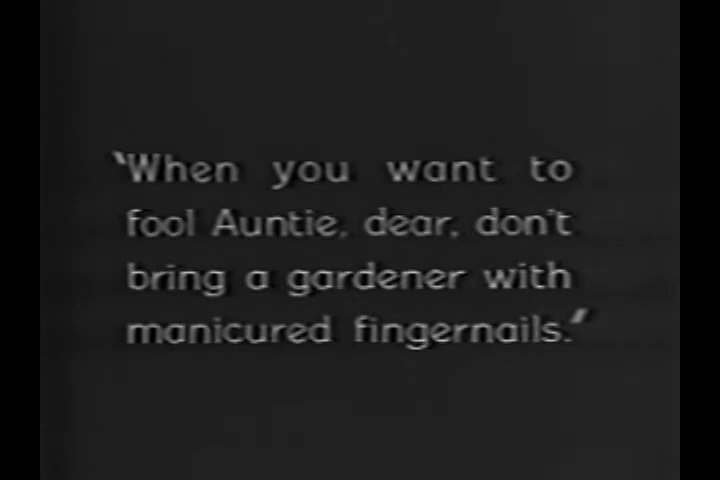 "When you want to
fool Auntie, dear, don't
bring a gardener with
manicured fingernails."